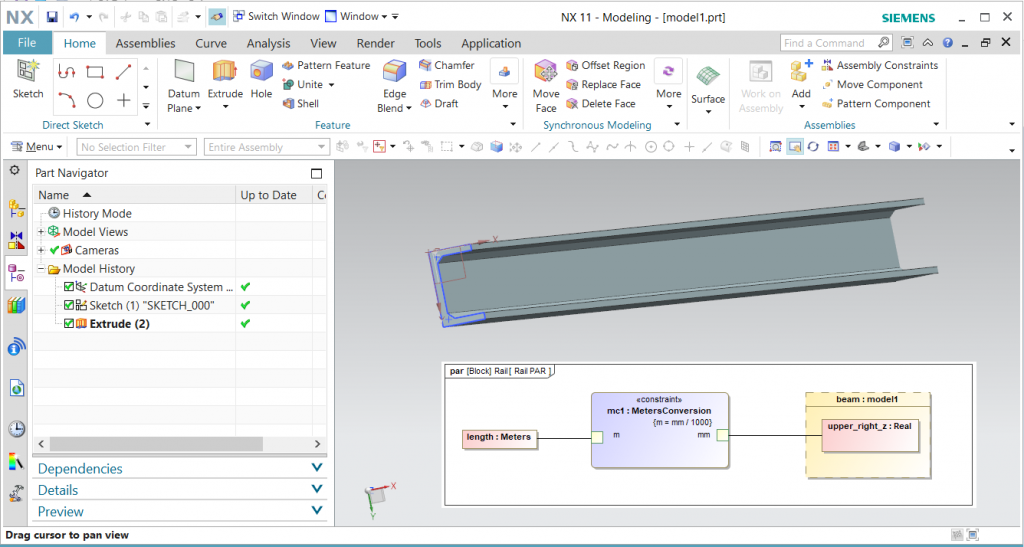 NX
Switch Window
Window
NX 11 - Modeling - [model1.prt]
SIEMENS
File
Home
Assemblies
Curve
Analysis
View
Render
Tools
Application
Find a Command
Sketch
Direct Sketch
Datum
Plane
Extrude
Hole
Pattern Feature
Unite
Shell
Edge
Blend
Chamfer
Trim Body
Draft
More
Feature
Move
Face
Offset Region
Replace Face
Delete Face
More
Synchronous Modeling
Surface
Work on
Assembly
Add
Assembly Constraints
Move Component
Pattern Component
Assemblies
Menu
No Selection Filter
Entire Assembly
Part Navigator
Name
Up to Date
Co
History Mode
Model Views
Cameras
Model History
Datum Coordinate System ...
Sketch (1) "SKETCH_000"
Extrude (2)
Dependencies
Details
Preview
X
X
Y
par [Block] Rail [ Rail PAR ]
«constraint»
mc1 : MetersConversion
{m = mm / 1000}
m
mm
length : Meters
beam : model1
upper_right_z : Real
Drag cursor to pan view